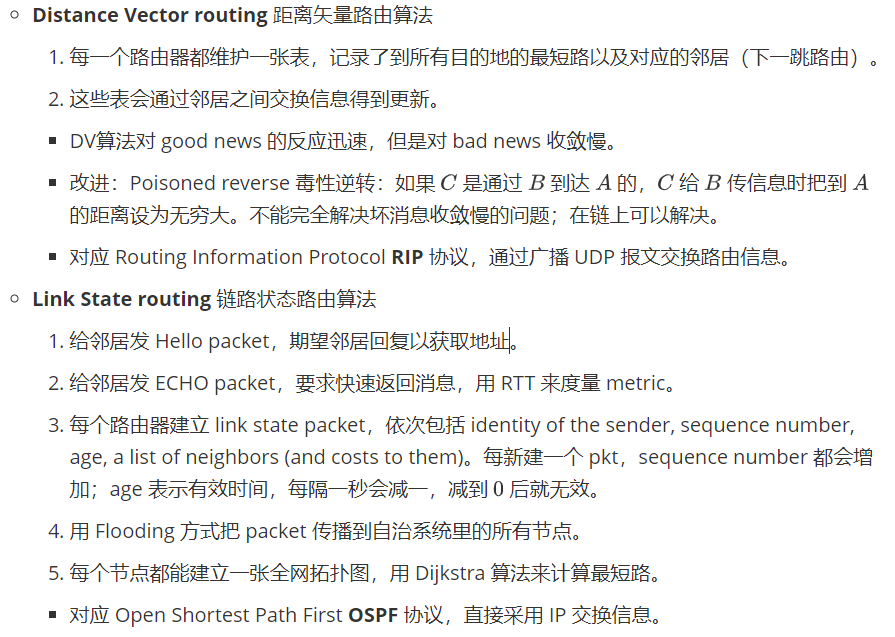 Distance Vector routing 距离矢量路由算法
1. 每一个路由器都维护一张表，记录了到所有目的地的最短路以及对应的邻居（下一跳路由）。
2. 这些表会通过邻居之间交换信息得到更新。
DV算法对 good news 的反应迅速，但是对 bad news 收敛慢。
改进：Poisoned reverse 毒性逆转：如果 C 是通过 B 到达 A 的，C 给 B 传信息时把到 A
的距离设为无穷大。不能完全解决坏消息收敛慢的问题；在链上可以解决。
对应 Routing Information Protocol RIP 协议，通过广播 UDP 报文交换路由信息。
Link State routing 链路状态路由算法
1. 给邻居发 Hello packet，期望邻居回复以获取地址。
2. 给邻居发 ECHO packet，要求快速返回消息，用 RTT 来度量 metric。
3. 每个路由器建立 link state packet，依次包括 identity of the sender, sequence number,
age, a list of neighbors (and costs to them)。每新建一个 pkt，sequence number 都会增
加；age 表示有效时间，每隔一秒会减一，减到 0 后就无效。
4. 用 Flooding 方式把 packet 传播到自治系统里的所有节点。
5. 每个节点都能建立一张全网拓扑图，用 Dijkstra 算法来计算最短路。
对应 Open Shortest Path First OSPF 协议，直接采用 IP 交换信息。